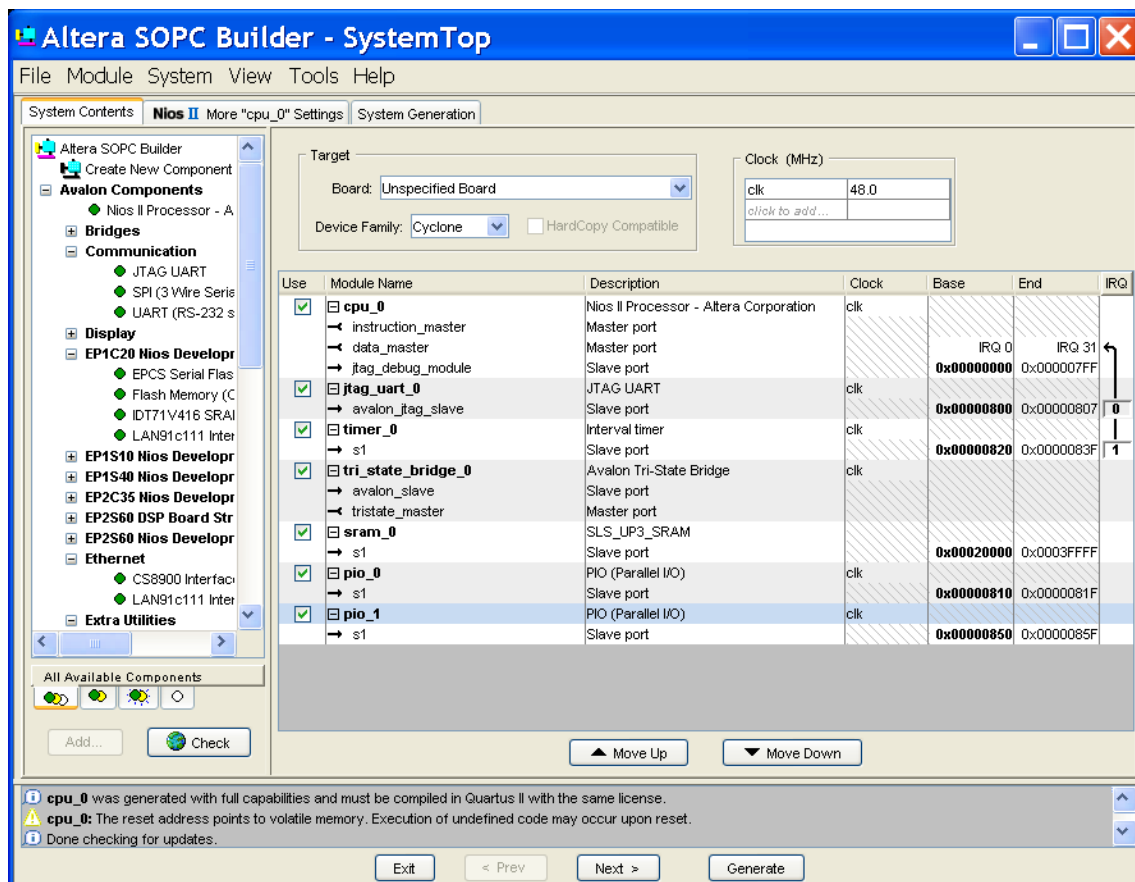 Altera SOPC Builder - SystemTop
File Module System View Tools Help
System Contents Nios II More "cpu_0" Settings System Generation
Altera SOPC Builder
Create New Component
Avalon Components
Nios II Processor - A
Bridges
Communication
JTAG UART
SPI (3 Wire Seria
UART (RS-232 s
Display
EP1C20 Nios Developr
EPCS Serial Flas
Flash Memory (C
IDT71V416 SRAI
LAN91c111 Inter
EP1S10 Nios Developr
EP1S40 Nios Developr
EP2C35 Nios Developr
EP2S60 DSP Board Str
EP2S60 Nios Developr
Ethernet
CS8900 Interfac
LAN91c111 Inter
Extra Utilities
All Available Components
Add... Check
Target
Board: Unspecified Board
Device Family: Cyclone HardCopy Compatible
Clock (MHz)
clk 48.0
click to add...
Use Module Name Description Clock Base End IRQ
cpu_0 Nios II Processor - Altera Corporation clk
instruction_master Master port
data_master Master port IRQ 0 IRQ 31
jtag_debug_module Slave port 0x00000000 0x000007FF
jtag_uart_0 JTAG UART clk
avalon_jtag_slave Slave port 0x00000800 0x00000807 0
timer_0 Interval timer clk
s1 Slave port 0x00000820 0x0000083F 1
tri_state_bridge_0 Avalon Tri-State Bridge clk
avalon_slave Slave port
tristate_master Master port
sram_0 SLS_UP3_SRAM
s1 Slave port 0x00020000 0x0003FFFF
pio_0 PIO (Parallel I/O) clk
s1 Slave port 0x00000810 0x0000081F
pio_1 PIO (Parallel I/O) clk
s1 Slave port 0x00000850 0x0000085F
Move Up Move Down
cpu_0 was generated with full capabilities and must be compiled in Quartus II with the same license.
cpu_0: The reset address points to volatile memory. Execution of undefined code may occur upon reset.
Done checking for updates.
Exit < Prev Next > Generate